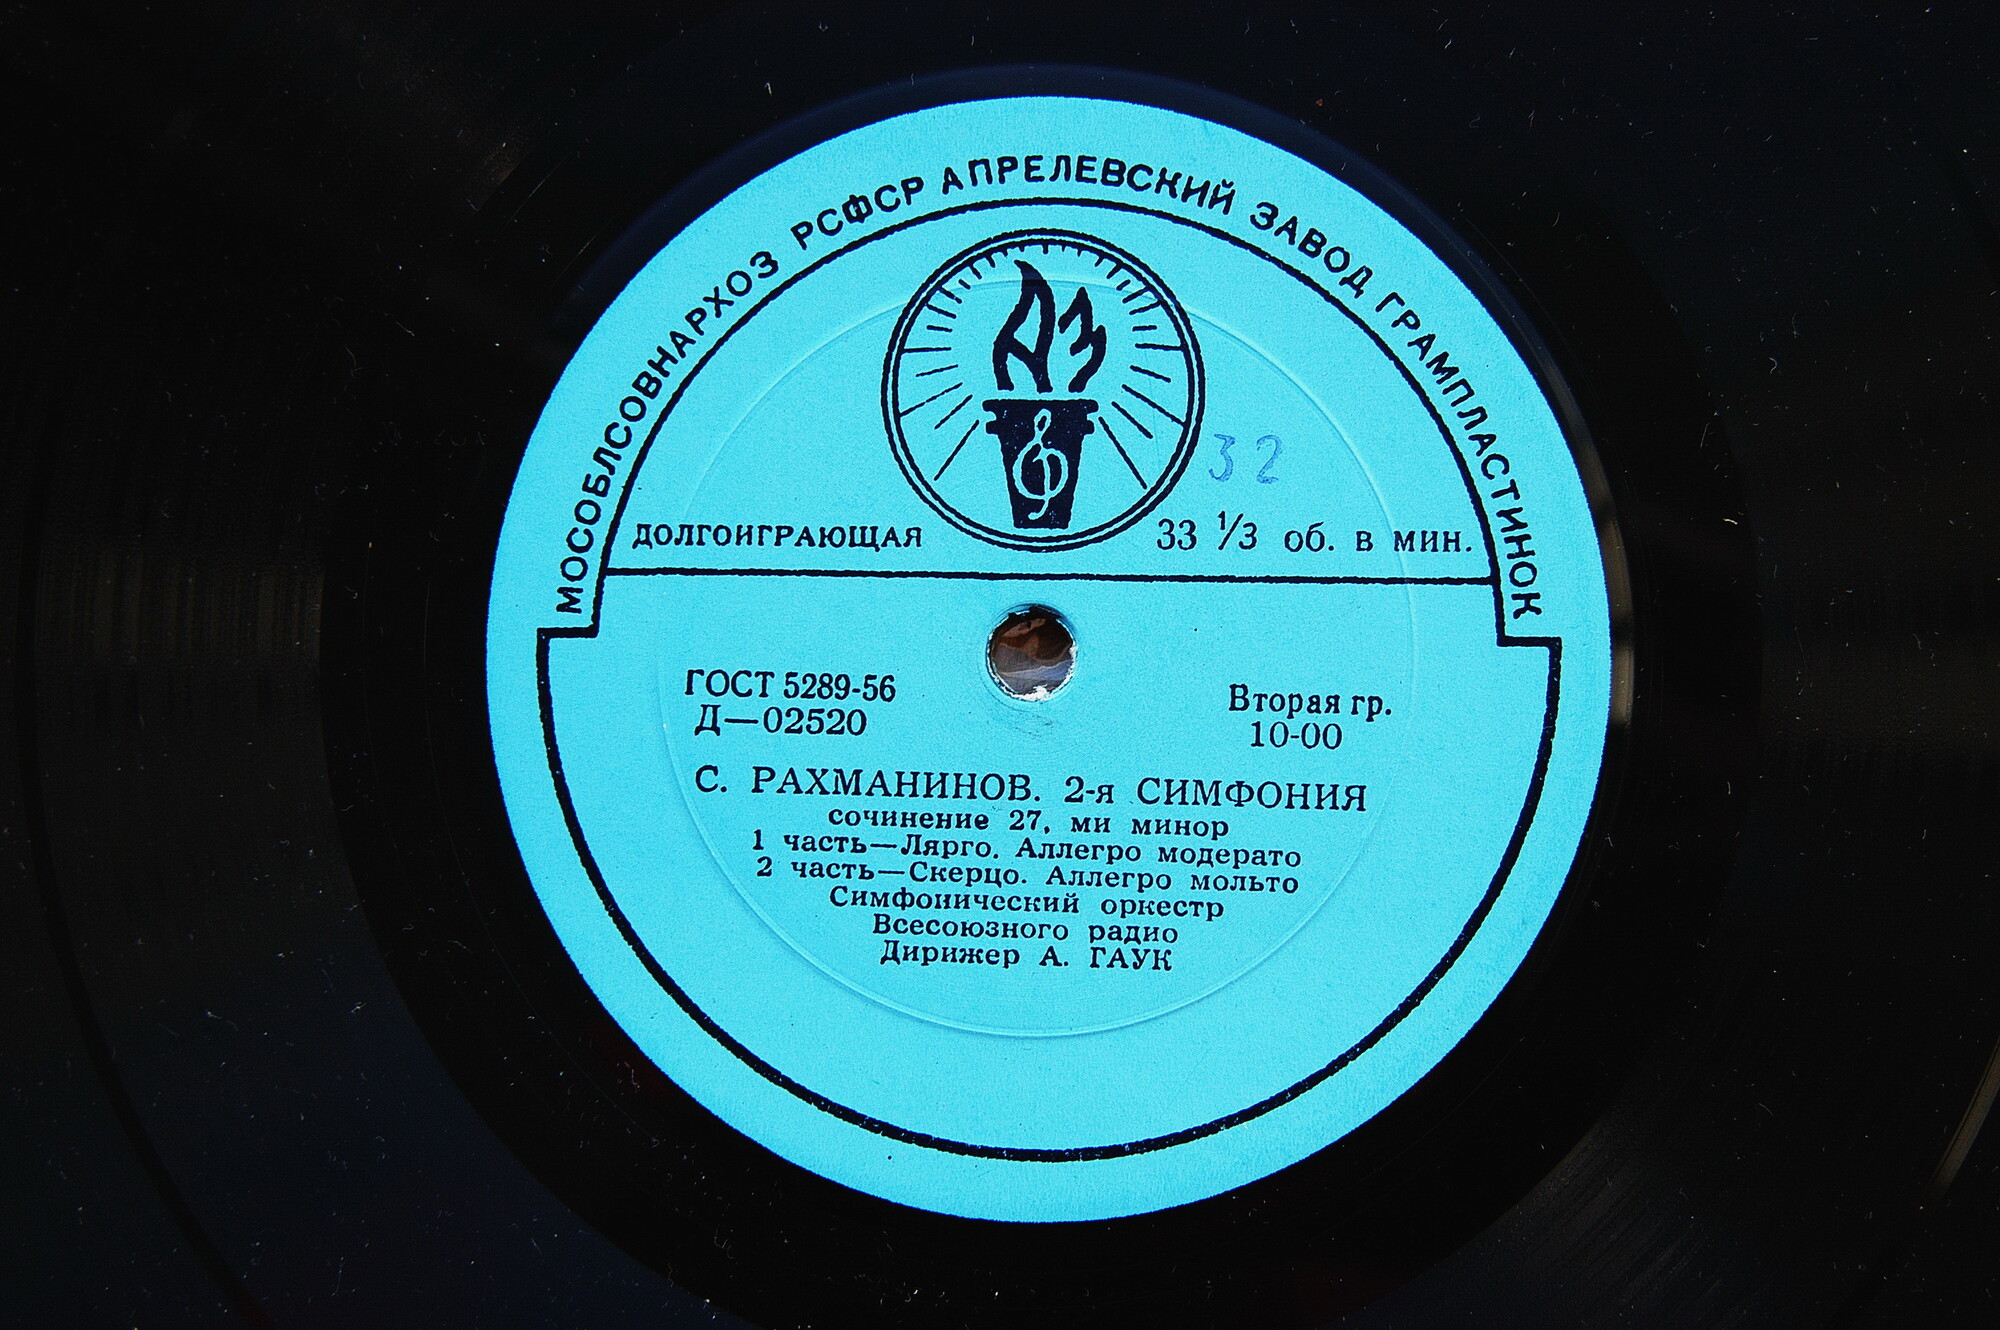 МОСОБЛСОВНАРХОЗ РСФСР АПРЕЛЕВСКИЙ ЗАВОД ГРАМПЛАСТИНОК
АЗ
32
ДОЛГОИГРАЮЩАЯ 33 1/3 об. в мин.
ГОСТ 5289-56 Вторая гр.
Д—02520 10-00
С. РАХМАНИНОВ. 2-я СИМФОНИЯ
сочинение 27, ми минор
1 часть—Лярго. Аллегро модерато
2 часть—Скерцо. Аллегро мольто
Симфонический оркестр
Всесоюзного радио
Дирижер А. ГАУК